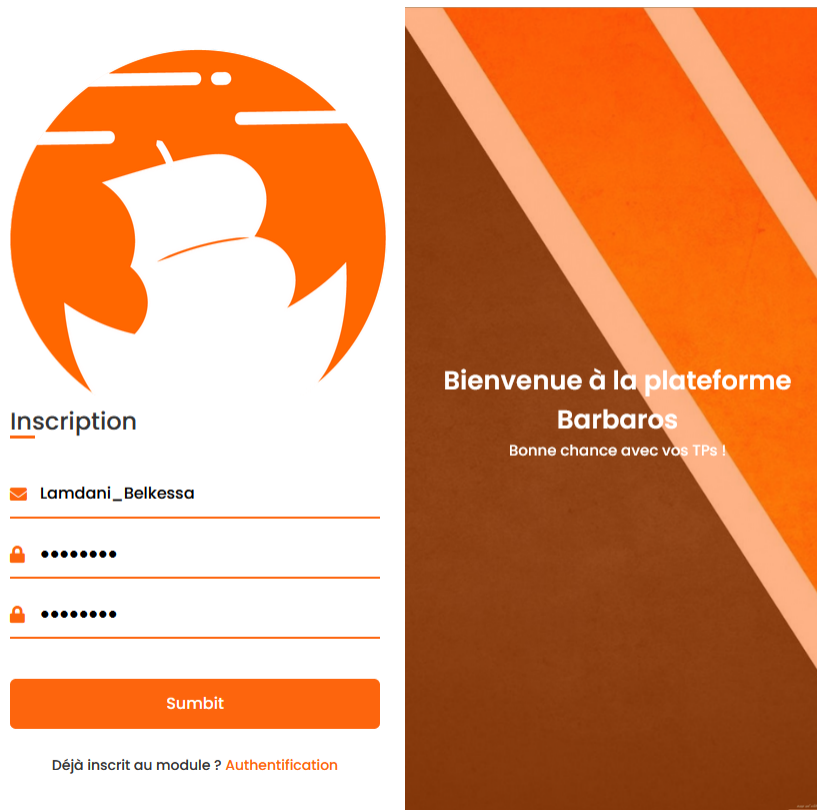 Inscription
Lamdani_Belkessa
••••••••
••••••••
Sumbit
Déjà inscrit au module ? Authentification
Bienvenue à la plateforme
Barbaros
Bonne chance avec vos TPs !